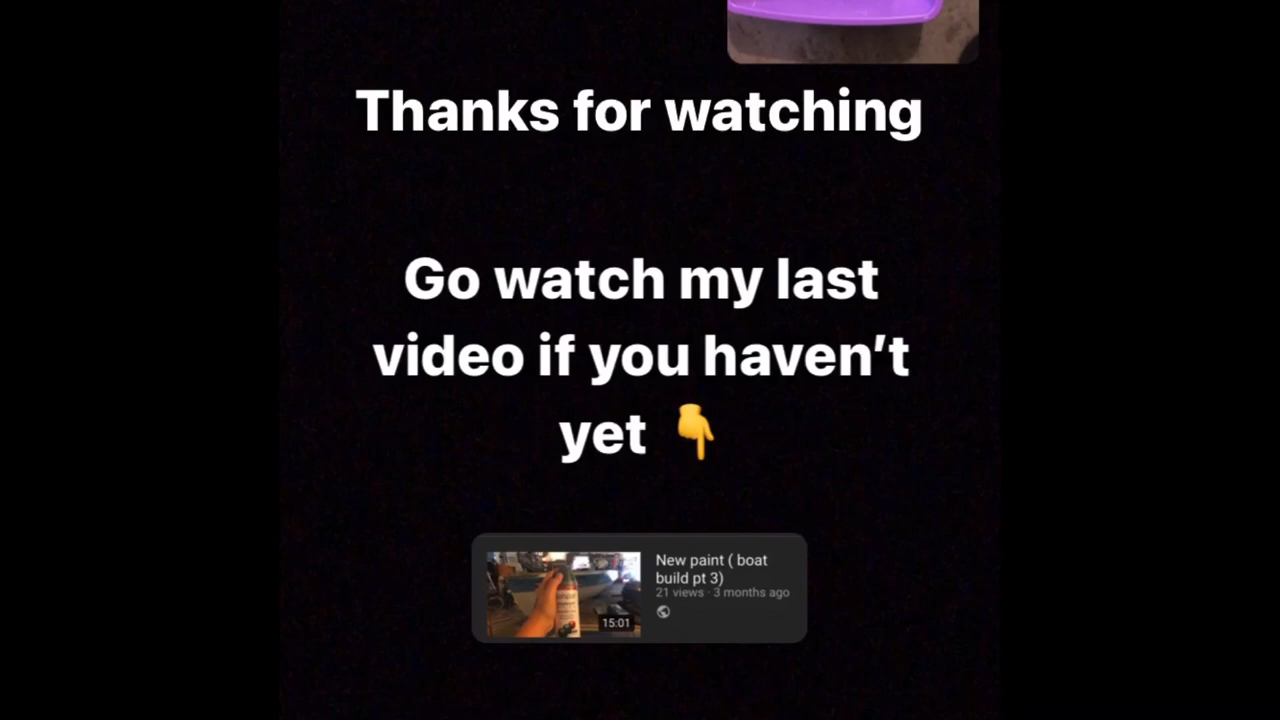 Thanks for watching
Go watch my last
video if you haven’t
yet 👇
New paint ( boat
build pt 3)
21 views · 3 months ago
15:01